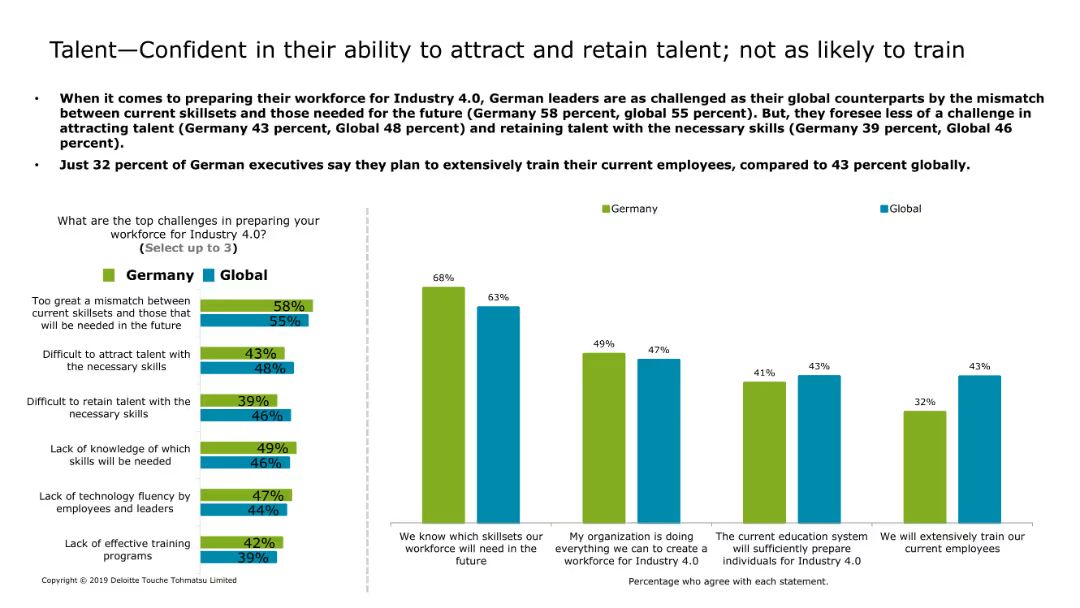 Talent—Confident in their ability to attract and retain talent; not as likely to train
• When it comes to preparing their workforce for Industry 4.0, German leaders are as challenged as their global counterparts by the mismatch
between current skillsets and those needed for the future (Germany 58 percent, global 55 percent). But, they foresee less of a challenge in
attracting talent (Germany 43 percent, Global 48 percent) and retaining talent with the necessary skills (Germany 39 percent, Global 46
percent).
• Just 32 percent of German executives say they plan to extensively train their current employees, compared to 43 percent globally.
What are the top challenges in preparing your
workforce for Industry 4.0?
(Select up to 3)
Germany Global
Too great a mismatch between
current skillsets and those that
will be needed in the future
58%
55%
Difficult to attract talent with
the necessary skills
43%
48%
Difficult to retain talent with the
necessary skills
39%
46%
Lack of knowledge of which
skills will be needed
49%
46%
Lack of technology fluency by
employees and leaders
47%
44%
Lack of effective training
programs
42%
39%
Copyright © 2019 Deloitte Touche Tohmatsu Limited
Germany Global
68%
63%
49%
47%
41%
43%
32%
43%
We know which skillsets our
workforce will need in the
future
My organization is doing
everything we can to create a
workforce for Industry 4.0
The current education system
will sufficiently prepare
individuals for Industry 4.0
We will extensively train our
current employees
Percentage who agree with each statement.